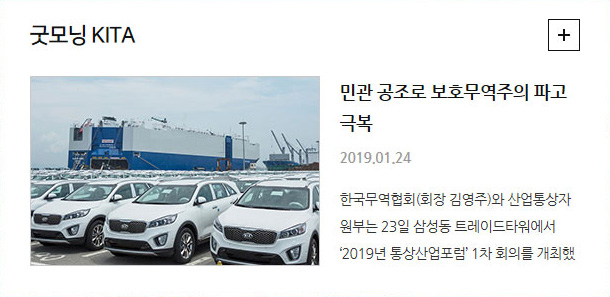 굿모닝 KITA
민관 공조로 보호무역주의 파고
극복
2019.01.24
한국무역협회(회장 김영주)와 산업통상자
원부는 23일 삼성동 트레이드타워에서
‘2019년 통상산업포럼’ 1차 회의를 개최했